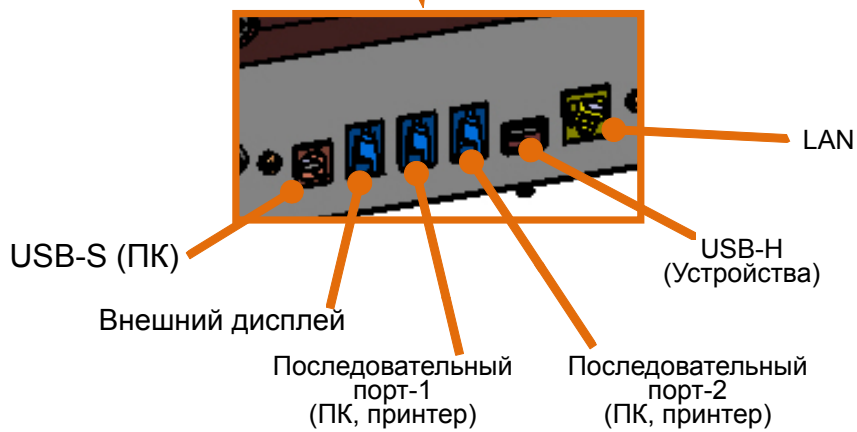 LAN
USB-S (ПК)
USB-H
(Устройства)
Внешний дисплей
Последовательный
порт-1
(ПК, принтер)
Последовательный
порт-2
(ПК, принтер)